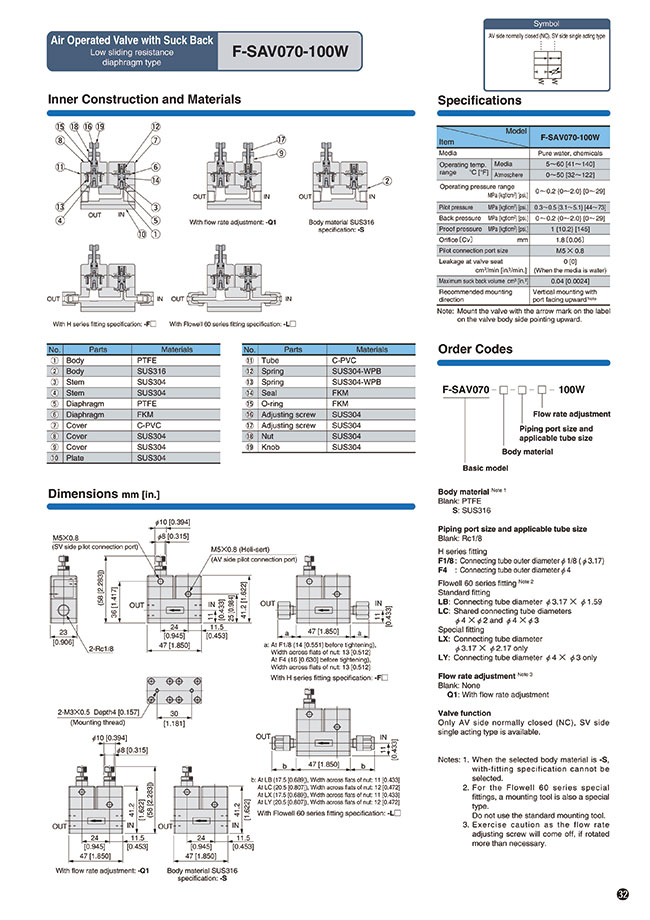 Air Operated Valve with Suck Back
Low sliding resistance
diaphragm type
F-SAV070-100W
Symbol
AV side normally closed (NC), SV side single acting type
Inner Construction and Materials
⑮ ⑱ ⑯ ⑲ ⑫
⑧ ⑦
⑪ ⑥
⑭
⑬ ③
④ ⑤
OUT IN
⑩ ①
⑰
⑨
OUT IN
With flow rate adjustment: -Q1
②
OUT IN
Body material SUS316
specification: -S
OUT IN
With H series fitting specification: -F□
OUT IN
With Flowell 60 series fitting specification: -L□
No. Parts Materials
① Body PTFE
② Body SUS316
③ Stem SUS304
④ Stem SUS304
⑤ Diaphragm PTFE
⑥ Diaphragm FKM
⑦ Cover C-PVC
⑧ Cover SUS304
⑨ Cover SUS304
⑩ Plate SUS304
No. Parts Materials
⑪ Tube C-PVC
⑫ Spring SUS304-WPB
⑬ Spring SUS304-WPB
⑭ Seal FKM
⑮ O-ring FKM
⑯ Adjusting screw SUS304
⑰ Adjusting screw SUS304
⑱ Nut SUS304
⑲ Knob SUS304
Specifications
Model
Item
F-SAV070-100W
Media Pure water, chemicals
Operating temp. range °C [°F] Media 5～60 [41～140]
Atmoshere 0～50 [32～122]
Operating pressure range
MPa [kgf/cm²] [psi.] 0～0.2 [0～2.0] [0～29]
Pilot pressure MPa [kgf/cm²] [psi.] 0.3～0.5 [3.1～5.1] [44～73]
Back pressure MPa [kgf/cm²] [psi.] 0～0.2 [0～2.0] [0～29]
Proof pressure MPa [kgf/cm²] [psi.] 1 [10.2] [145]
Orifice (Cv) mm 1.8 (0.06)
Pilot connection port size M5 × 0.8
Leakage at valve seat 0 [0]
cm³/min [in³/min.] (When the media is water)
Maximum suck back volume cm³ [in.³] 0.04 [0.0024]
Recommended mounting Vertical mounting with
direction port facing upward Note
Note: Mount the valve with the arrow mark on the label
on the valve body side pointing upward.
Order Codes
F-SAV070 -□-□-□- 100W
Flow rate adjustment
Piping port size and
applicable tube size
Body material
Basic model
Body material Note 1
Blank: PTFE
S: SUS316
Piping port size and applicable tube size
Blank: Rc1/8
H series fitting
F1/8 : Connecting tube outer diameter φ 1/8 ( φ 3.17)
F4 : Connecting tube outer diameter φ 4
Flowell 60 series fitting Note 2
Standard fitting
LB: Connecting tube diameter φ 3.17 × φ 1.59
LC: Shared connecting tube diameters
φ 4 × φ 2 and φ 4 × φ 3
Special fitting
LX: Connecting tube diameter
φ 3.17 × φ 2.17 only
LY: Connecting tube diameter φ 4 × φ 3 only
Flow rate adjustment Note 3
Blank: None
Q1: With flow rate adjustment
Valve function
Only AV side normally closed (NC), SV side
single acting type is available.
Notes: 1. When the selected body material is -S,
with-fitting specification cannot be
selected.
2. For the Flowell 60 series special
fittings, a mounting tool is also a special
type.
Do not use the standard mounting tool.
3. Exercise caution as the flow rate
adjusting screw will come off, if rotated
more than necessary.
Dimensions mm [in.]
φ10 [0.394]
φ8 [0.315]
M5×0.8
(SV side pilot connection port)
M5×0.8 (Heli-sert)
(AV side pilot connection port)
(58 [2.283])
36 [1.417]
OUT IN
11 [0.433]
25 [0.984]
41.2 [1.622]
23
[0.906]
2-Rc1/8
24
[0.945]
11.5
[0.453]
47 [1.850]
OUT IN
11 [0.433]
a 47 [1.850] a
a: At F1/8 (14 [0.551] before tightening),
Width across flats of nut: 13 [0.512]
At F4 (16 [0.630] before tightening),
Width across flats of nut: 13 [0.512]
With H series fitting specification: -F□
2-M3×0.5 Depth4 [0.157]
(Mounting thread)
30
[1.181]
OUT IN
11 [0.433]
b 47 [1.850] b
b: At LB (17.5 [0.689]), Width across flats of nut: 11 [0.433]
At LC (20.5 [0.807]), Width across flats of nut: 12 [0.472]
At LX (17.5 [0.689]), Width across flats of nut: 11 [0.433]
At LY (20.5 [0.807]), Width across flats of nut: 12 [0.472]
With Flowell 60 series fitting specification: -L□
φ10 [0.394]
φ8 [0.315]
41.2 [1.622]
(58 [2.283])
OUT IN
24
[0.945]
11.5
[0.453]
47 [1.850]
With flow rate adjustment: -Q1
41.2 [1.622]
OUT IN
24
[0.945]
11.5
[0.453]
47 [1.850]
Body material SUS316
specification: -S
32